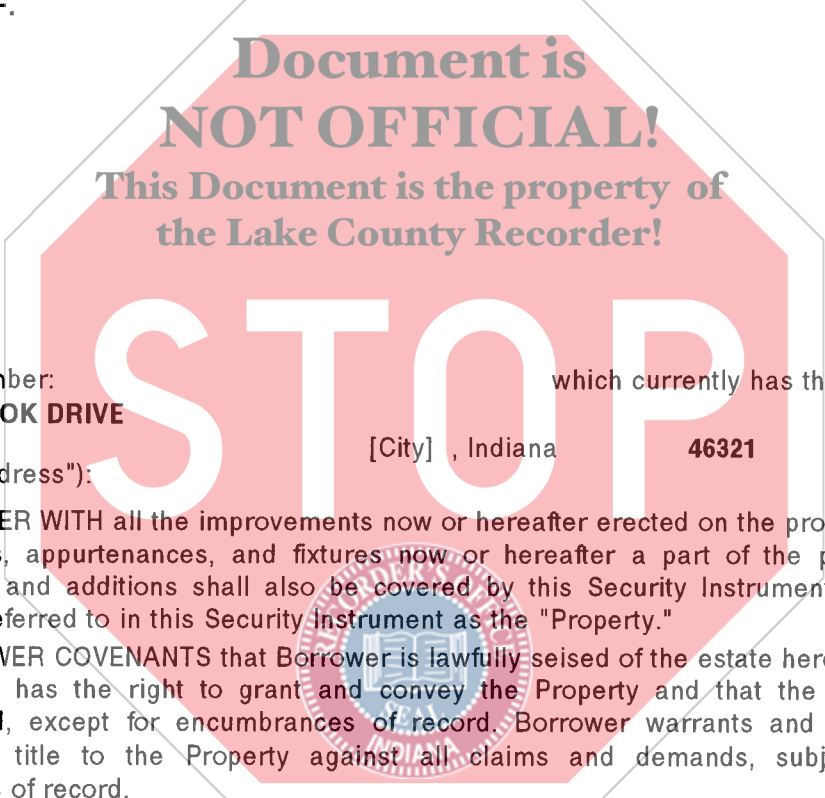 Document is
NOT OFFICIAL!
This Document is the property of
the Lake County Recorder!
STOP
which currently has
OK DRIVE
[City] , Indiana 46321
dress"):
ER WITH all the improvements now or hereafter erected on the pro
, appurtenances, and fixtures now or hereafter a part of the p
and additions shall also be covered by this Security Instrument
eferred to in this Security Instrument as the "Property."
WER COVENANTS that Borrower is lawfully seised of the estate here
has the right to grant and convey the Property and that the
, except for encumbrances of record. Borrower warrants and
title to the Property against all claims and demands, subj
of record.
RECORDER'S OFFICE
SEAL
INDIANA